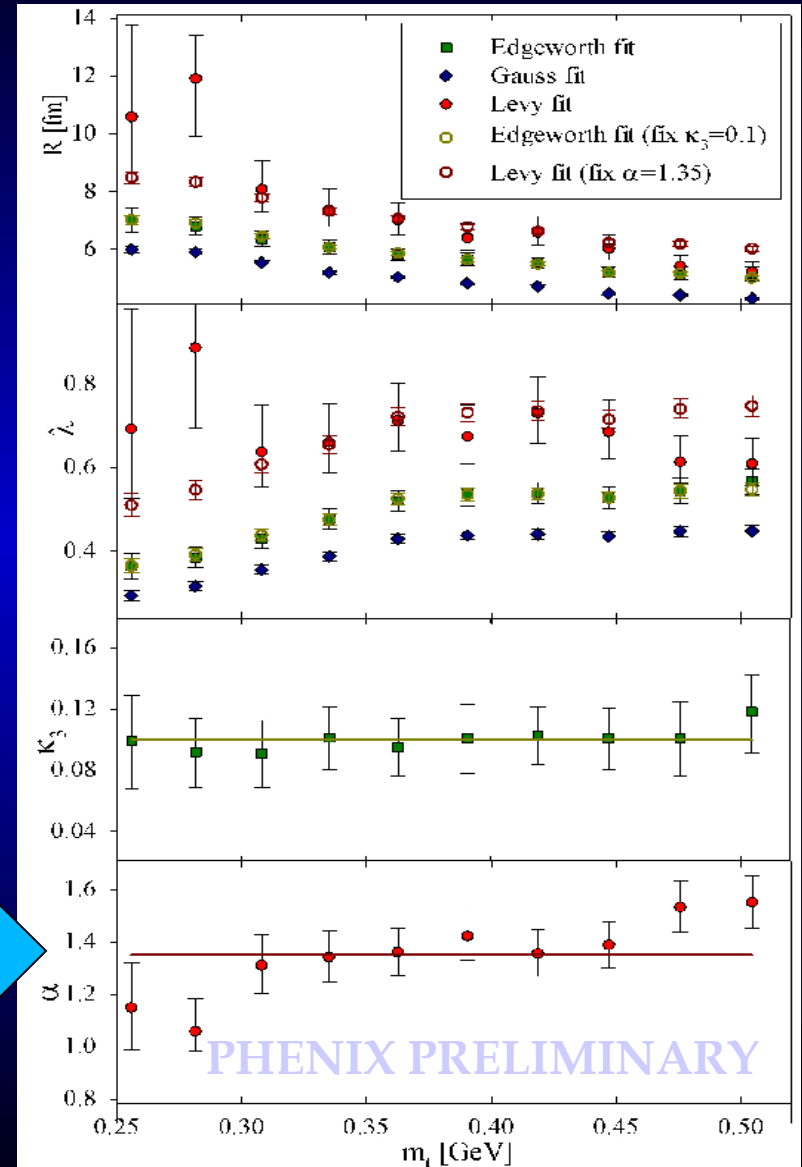 14
12
10
8
6
R [fm]
Edgeworth fit
Gauss fit
Levy fit
Edgeworth fit (fix κ₃=0.1)
Levy fit (fix α=1.35)
0.8
0.6
0.4
λ
0.16
0.12
0.08
0.04
κ₃
1.6
1.4
1.2
1.0
0.8
α
PHENIX PRELIMINARY
0.25 0.30 0.35 0.40 0.45 0.50
m_t [GeV]